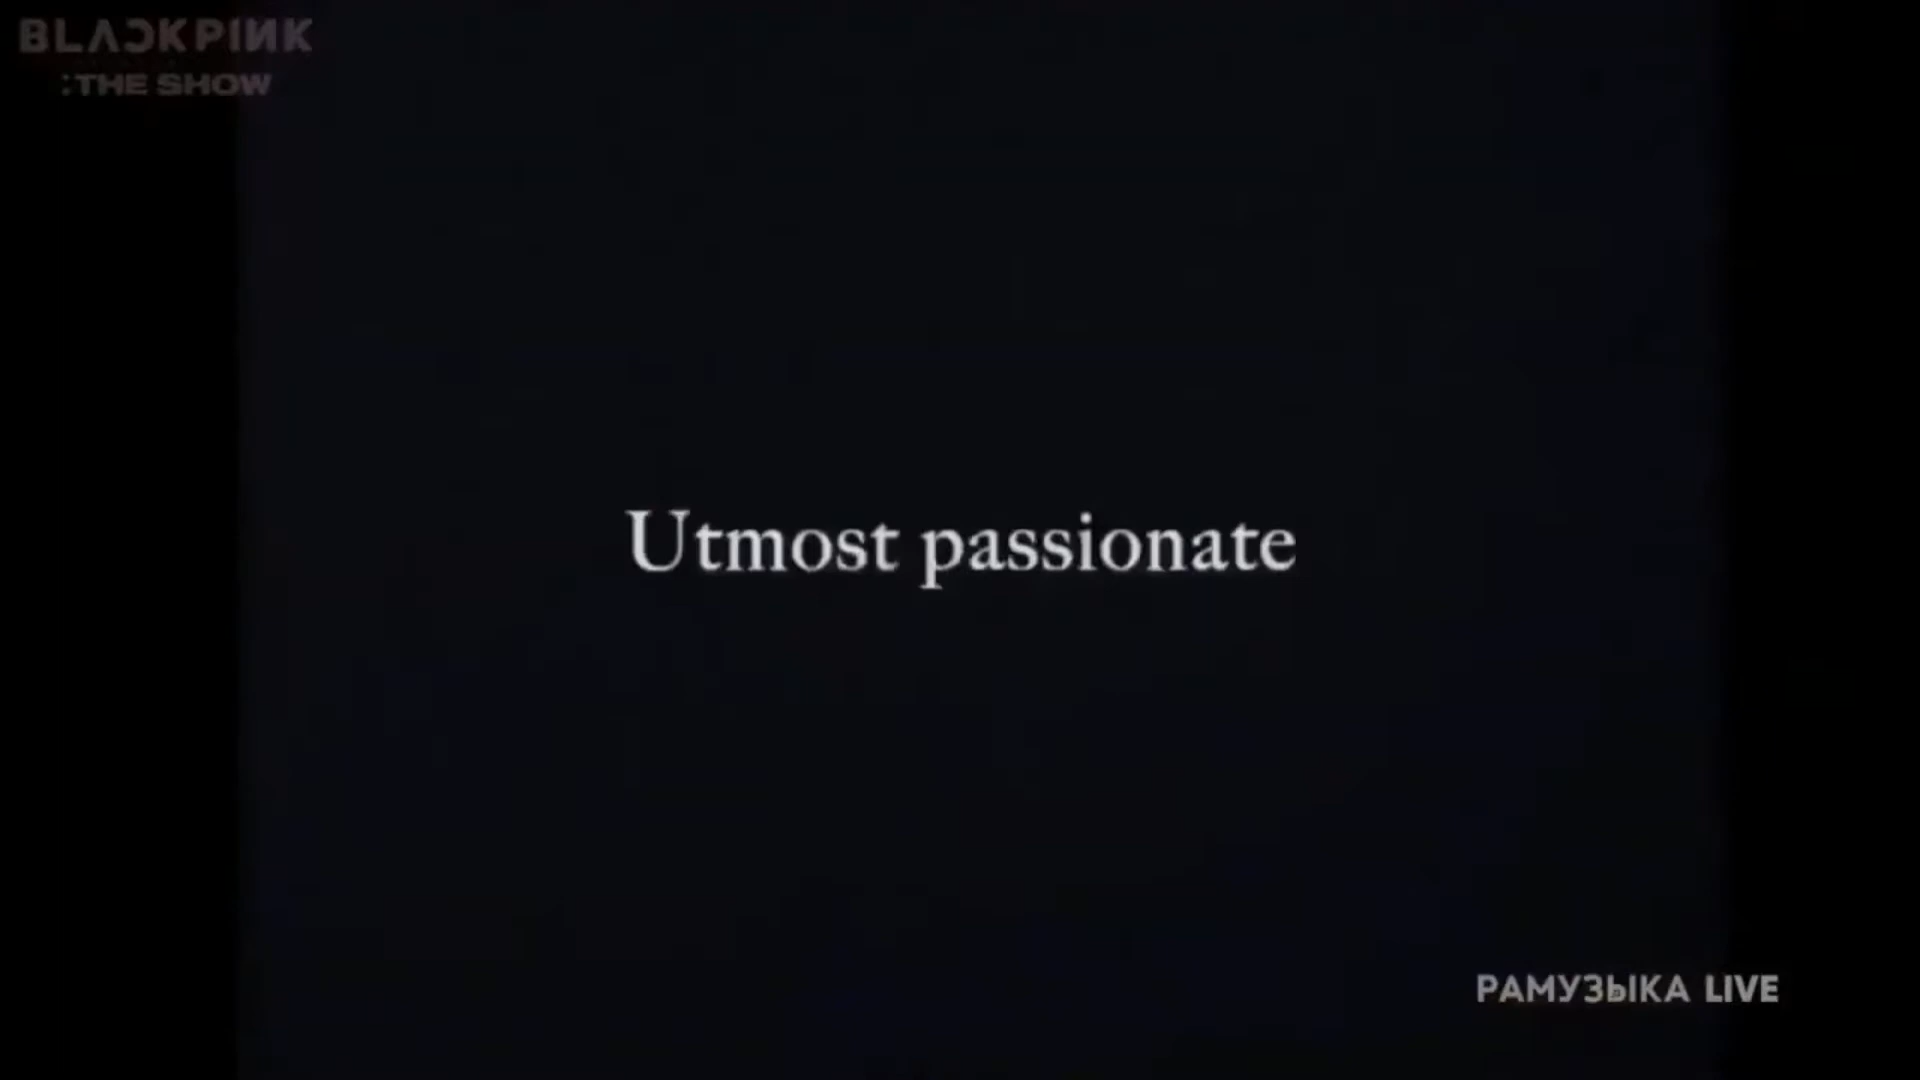 BLACKPINK
:THE SHOW
Utmost passionate
РАМУЗЫКА LIVE